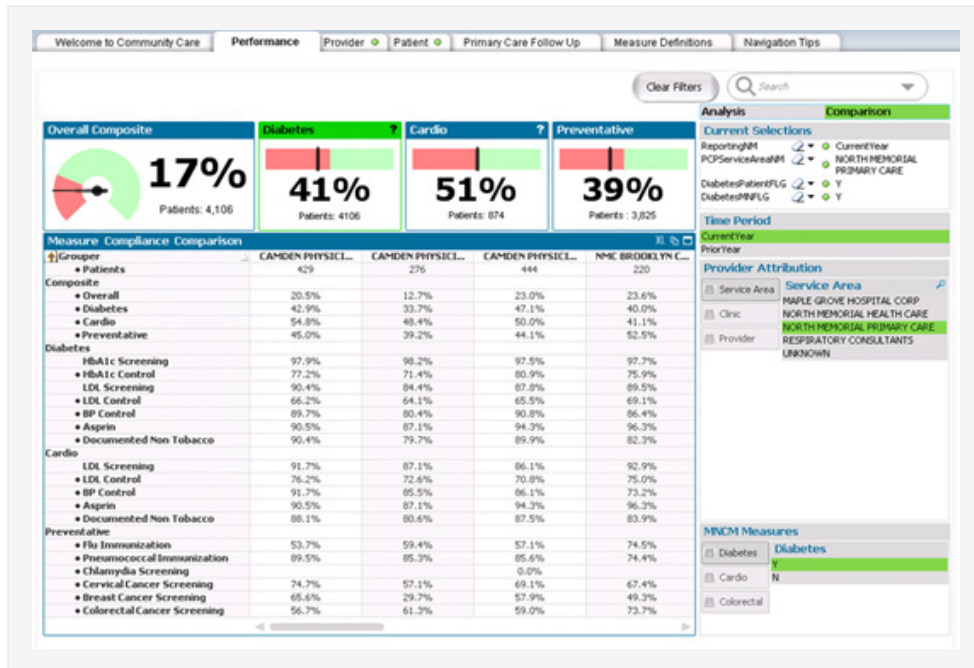 Welcome to Community Care Performance Provider Patient Primary Care Follow Up Measure Definitions Navigation Tips
Clear Filters Search
Analysis Comparison
Overall Composite Diabetes ? Cardio ? Preventative
17% 41% 51% 39%
Patients: 4,106 Patients: 4106 Patients: 874 Patients : 3,825
Current Selections
ReportingNM CurrentYear
PCPServiceAreaNM NORTH MEMORIAL
PRIMARY CARE
DiabetesPatientFLG Y
DiabetesMNFLG Y
Time Period
CurrentYear
PriorYear
Provider Attribution
Service Area Service Area
Clinic
Provider
MAPLE GROVE HOSPITAL CORP
NORTH MEMORIAL HEALTH CARE
NORTH MEMORIAL PRIMARY CARE
RESPIRATORY CONSULTANTS
UNKNOWN
Measure Compliance Comparison XL
Grouper CAMDEN PHYSICI... CAMDEN PHYSICI... CAMDEN PHYSICI... NMC BROOKLYN C...
• Patients 429 276 444 220
Composite
• Overall 20.5% 12.7% 23.0% 23.6%
• Diabetes 42.9% 33.7% 47.1% 40.0%
• Cardio 54.8% 48.4% 50.0% 41.1%
• Preventative 45.0% 39.2% 44.1% 52.5%
Diabetes
HbA1c Screening 97.9% 98.2% 97.5% 97.7%
• HbA1c Control 77.2% 71.4% 80.9% 75.9%
LDL Screening 90.4% 84.4% 87.8% 89.5%
• LDL Control 66.2% 64.1% 65.5% 69.1%
• BP Control 89.7% 80.4% 90.8% 86.4%
• Asprin 90.5% 87.1% 94.3% 96.3%
• Documented Non Tobacco 90.4% 79.7% 89.9% 82.3%
Cardio
LDL Screening 91.7% 87.1% 86.1% 92.9%
• LDL Control 76.2% 72.6% 70.8% 75.0%
• BP Control 91.7% 85.5% 86.1% 73.2%
• Asprin 90.5% 87.1% 94.3% 96.3%
• Documented Non Tobacco 88.1% 80.6% 87.5% 83.9%
Preventative
• Flu Immunization 53.7% 59.4% 57.1% 74.5%
• Pneumococcal Immunization 89.5% 85.3% 85.6% 74.4%
• Chlamydia Screening 0.0%
• Cervical Cancer Screening 74.7% 57.1% 69.1% 67.4%
• Breast Cancer Screening 65.6% 29.7% 57.9% 49.3%
• Colorectal Cancer Screening 56.7% 61.3% 59.0% 73.7%
MNCM Measures
Diabetes Diabetes
Y
Cardo N
Colorectal